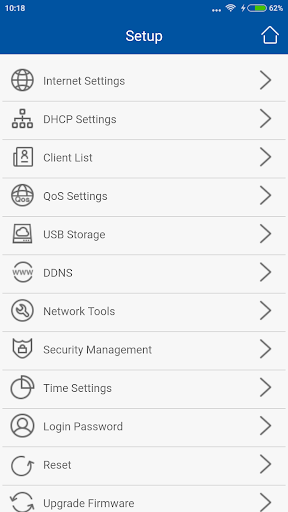 10:18
62%
Setup
Internet Settings
DHCP Settings
Client List
Qos
QoS Settings
USB Storage
WWW
DDNS
Network Tools
Security Management
Time Settings
Login Password
Reset
Upgrade Firmware